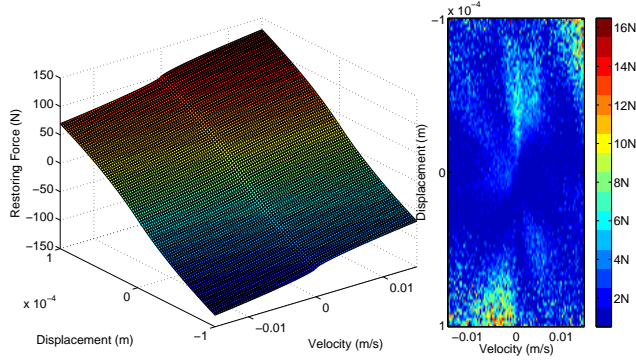 150
100
50
0
−50
−100
−150
Restoring Force (N)
1
0
−1
x 10⁻⁴
Displacement (m)
−0.01
0
0.01
Velocity (m/s)
x 10⁻⁴
−1
0
1
Displacement (m)
−0.01
0
0.01
Velocity (m/s)
16N
14N
12N
10N
8N
6N
4N
2N